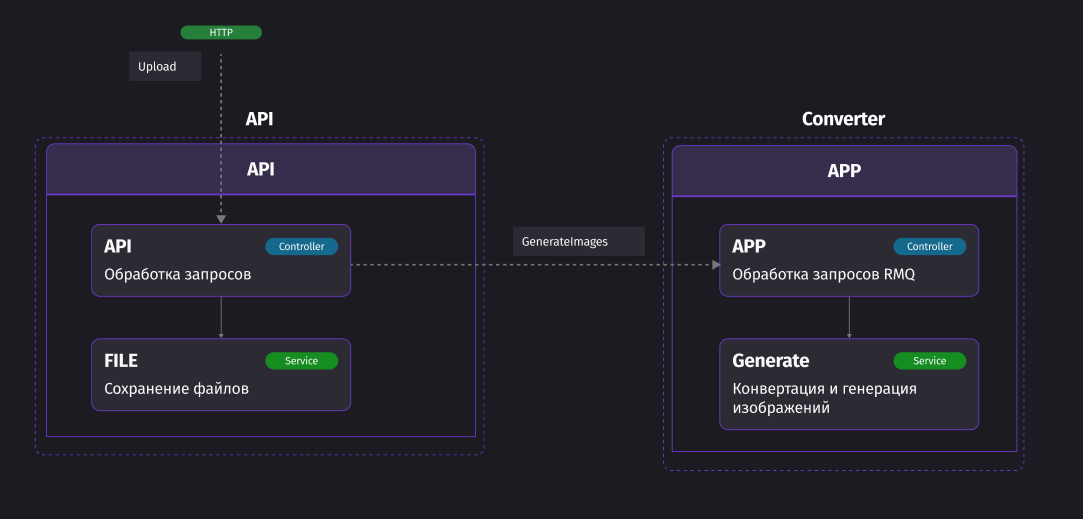 HTTP
Upload
API
API
API
Controller
Обработка запросов
FILE
Service
Сохранение файлов
GenerateImages
Converter
APP
APP
Controller
Обработка запросов RMQ
Generate
Service
Конвертация и генерация
изображений